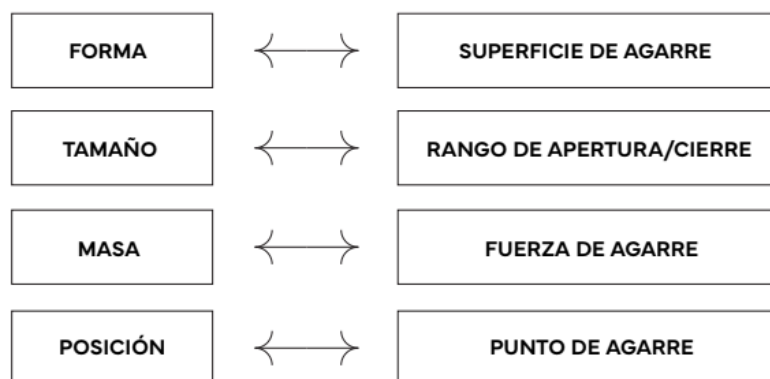 FORMA
SUPERFICIE DE AGARRE
TAMAÑO
RANGO DE APERTURA/CIERRE
MASA
FUERZA DE AGARRE
POSICIÓN
PUNTO DE AGARRE